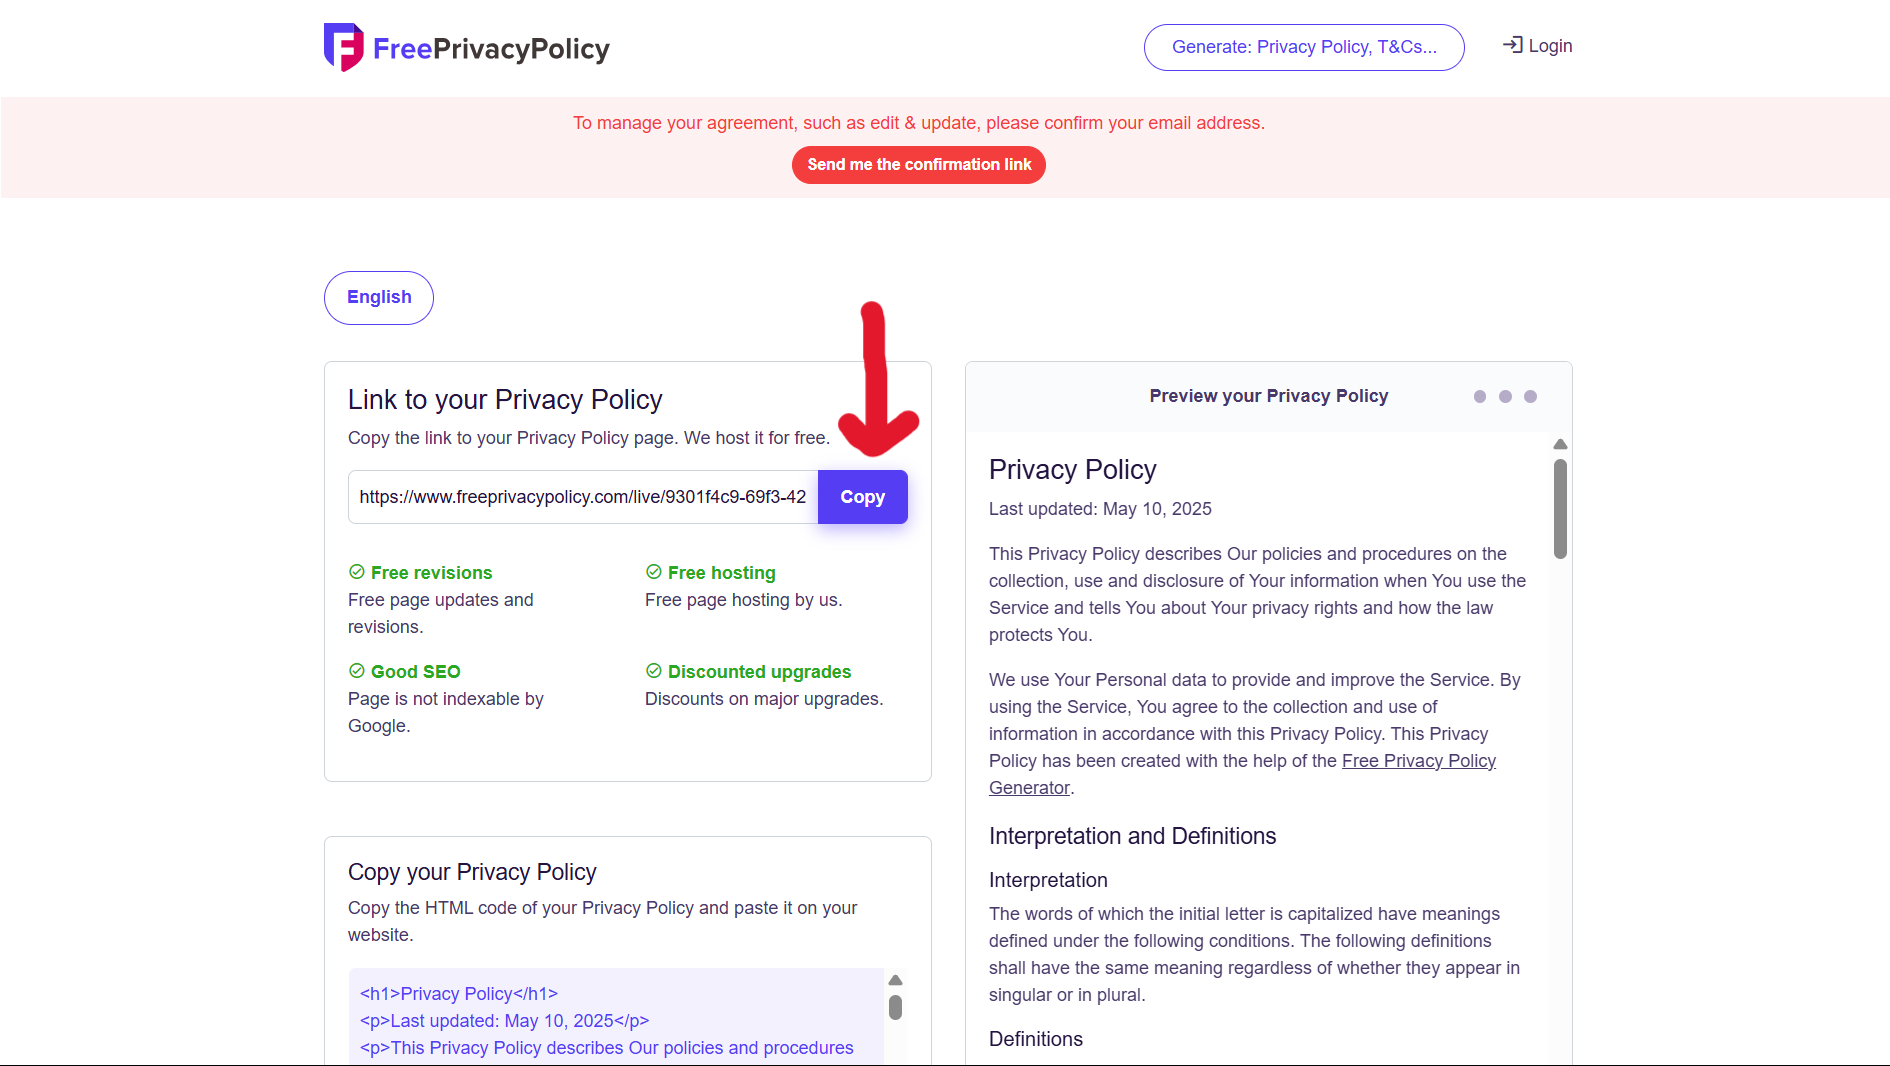 FreePrivacyPolicy
Generate: Privacy Policy, T&Cs...
Login
To manage your agreement, such as edit & update, please confirm your email address.
Send me the confirmation link
English
Link to your Privacy Policy
Copy the link to your Privacy Policy page. We host it for free.
https://www.freeprivacypolicy.com/live/9301f4c9-69f3-42
Copy
Free revisions
Free page updates and
revisions.
Free hosting
Free page hosting by us.
Good SEO
Page is not indexable by
Google.
Discounted upgrades
Discounts on major upgrades.
Copy your Privacy Policy
Copy the HTML code of your Privacy Policy and paste it on your
website.
<h1>Privacy Policy</h1>
<p>Last updated: May 10, 2025</p>
<p>This Privacy Policy describes Our policies and procedures
Preview your Privacy Policy
Privacy Policy
Last updated: May 10, 2025
This Privacy Policy describes Our policies and procedures on the
collection, use and disclosure of Your information when You use the
Service and tells You about Your privacy rights and how the law
protects You.
We use Your Personal data to provide and improve the Service. By
using the Service, You agree to the collection and use of
information in accordance with this Privacy Policy. This Privacy
Policy has been created with the help of the Free Privacy Policy
Generator.
Interpretation and Definitions
Interpretation
The words of which the initial letter is capitalized have meanings
defined under the following conditions. The following definitions
shall have the same meaning regardless of whether they appear in
singular or in plural.
Definitions